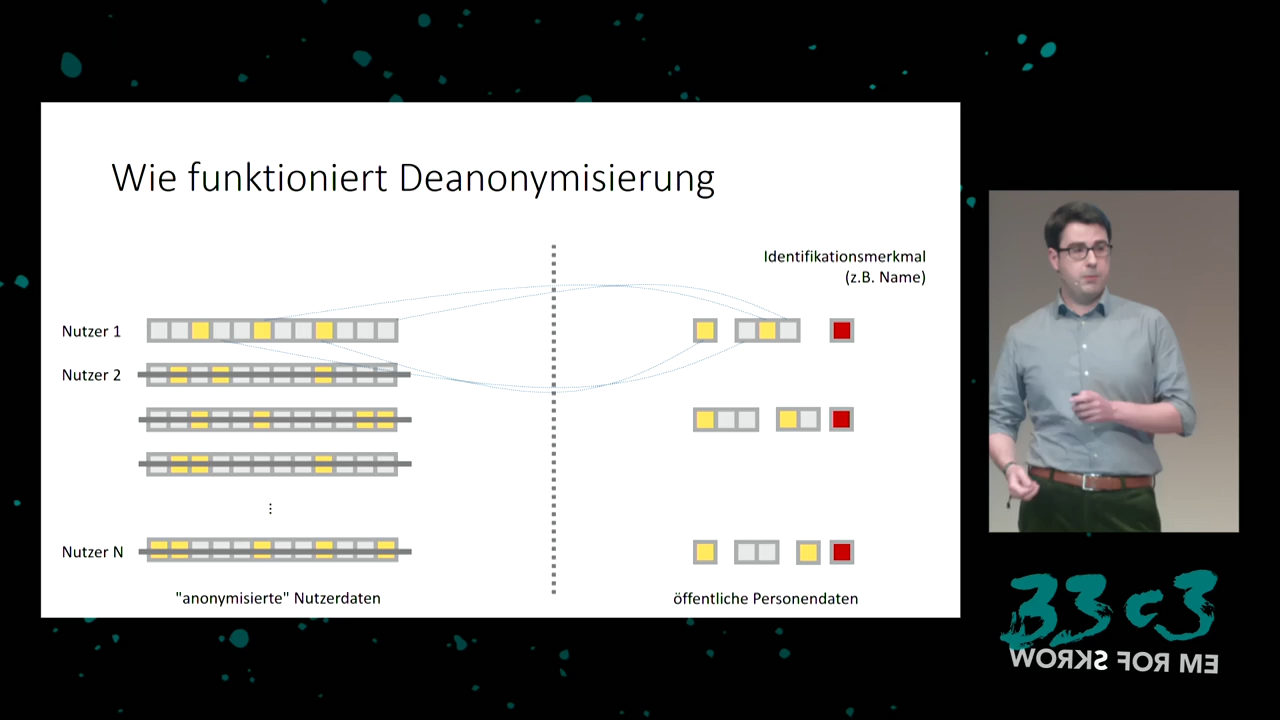 Wie funktioniert Deanonymisierung
Identifikationsmerkmal
(z.B. Name)
Nutzer 1
Nutzer 2
⋮
Nutzer N
"anonymisierte" Nutzerdaten
öffentliche Personendaten
33c3
WORKS FOR ME